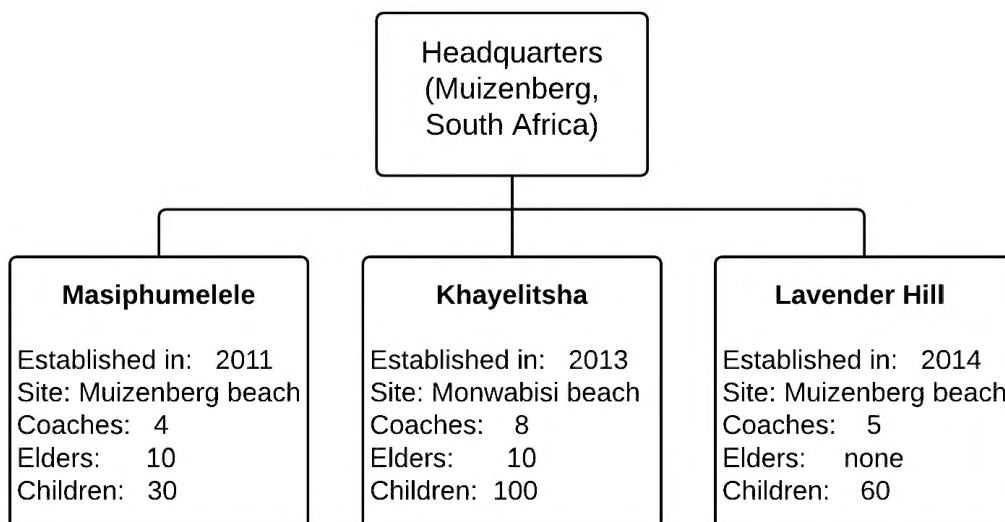 Headquarters
(Muizenberg,
South Africa)
Masiphumelele
Established in: 2011
Site: Muizenberg beach
Coaches: 4
Elders: 10
Children: 30
Khayelitsha
Established in: 2013
Site: Monwabisi beach
Coaches: 8
Elders: 10
Children: 100
Lavender Hill
Established in: 2014
Site: Muizenberg beach
Coaches: 5
Elders: none
Children: 60